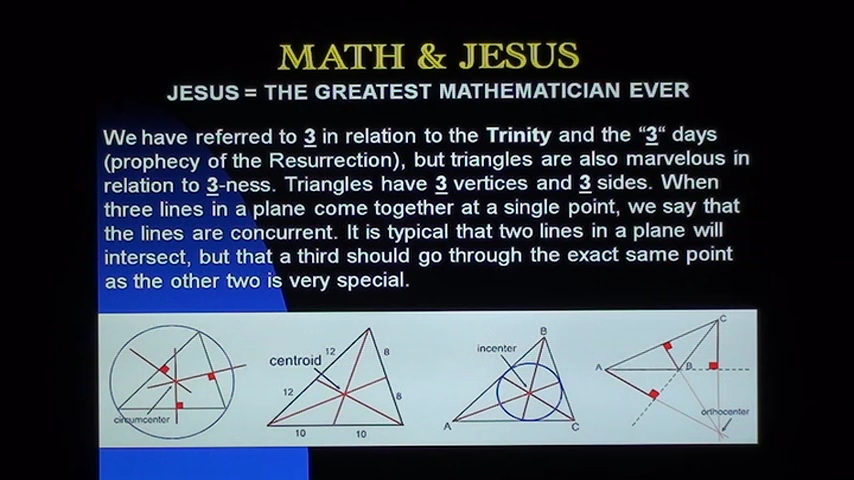 MATH & JESUS
JESUS = THE GREATEST MATHEMATICIAN EVER
We have referred to 3 in relation to the Trinity and the “3“ days
(prophecy of the Resurrection), but triangles are also marvelous in
relation to 3-ness. Triangles have 3 vertices and 3 sides. When
three lines in a plane come together at a single point, we say that
the lines are concurrent. It is typical that two lines in a plane will
intersect, but that a third should go through the exact same point
as the other two is very special.
circumcenter
centroid
12
8
12
8
10
10
incenter
B
A
C
C
A
B
orthocenter